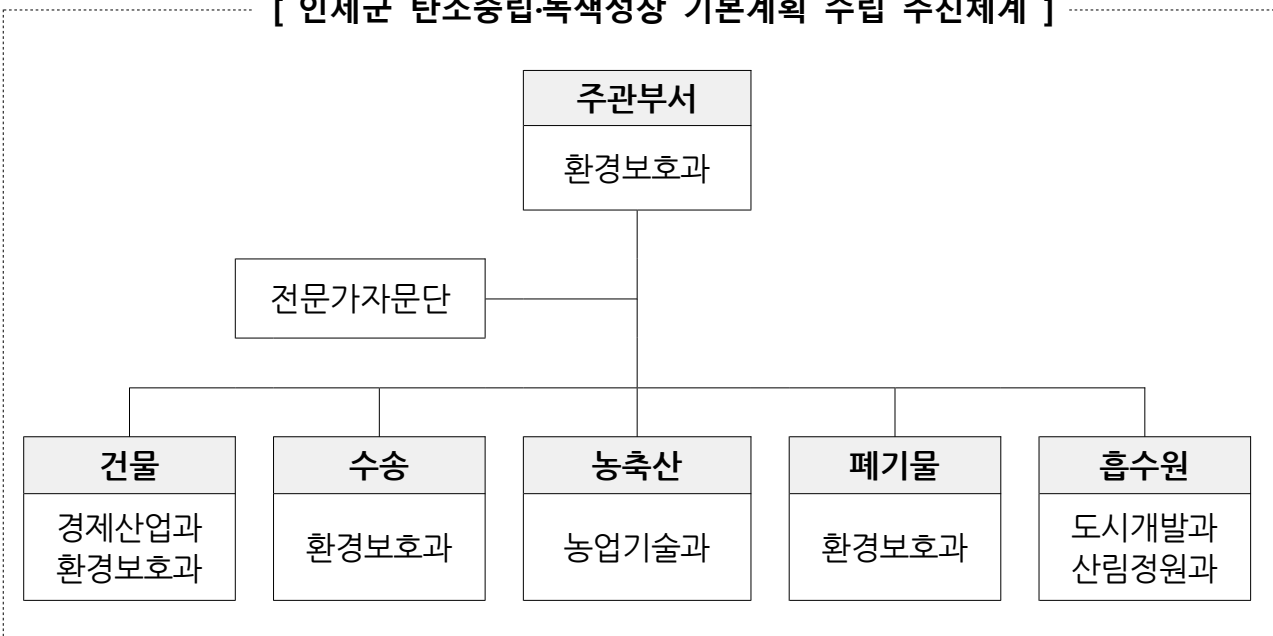 [ 인제군 탄소중립·녹색성장 기본계획 수립 추진체계 ]
주관부서
환경보호과
전문가자문단
건물
경제산업과
환경보호과
수송
환경보호과
농축산
농업기술과
폐기물
환경보호과
흡수원
도시개발과
산림정원과